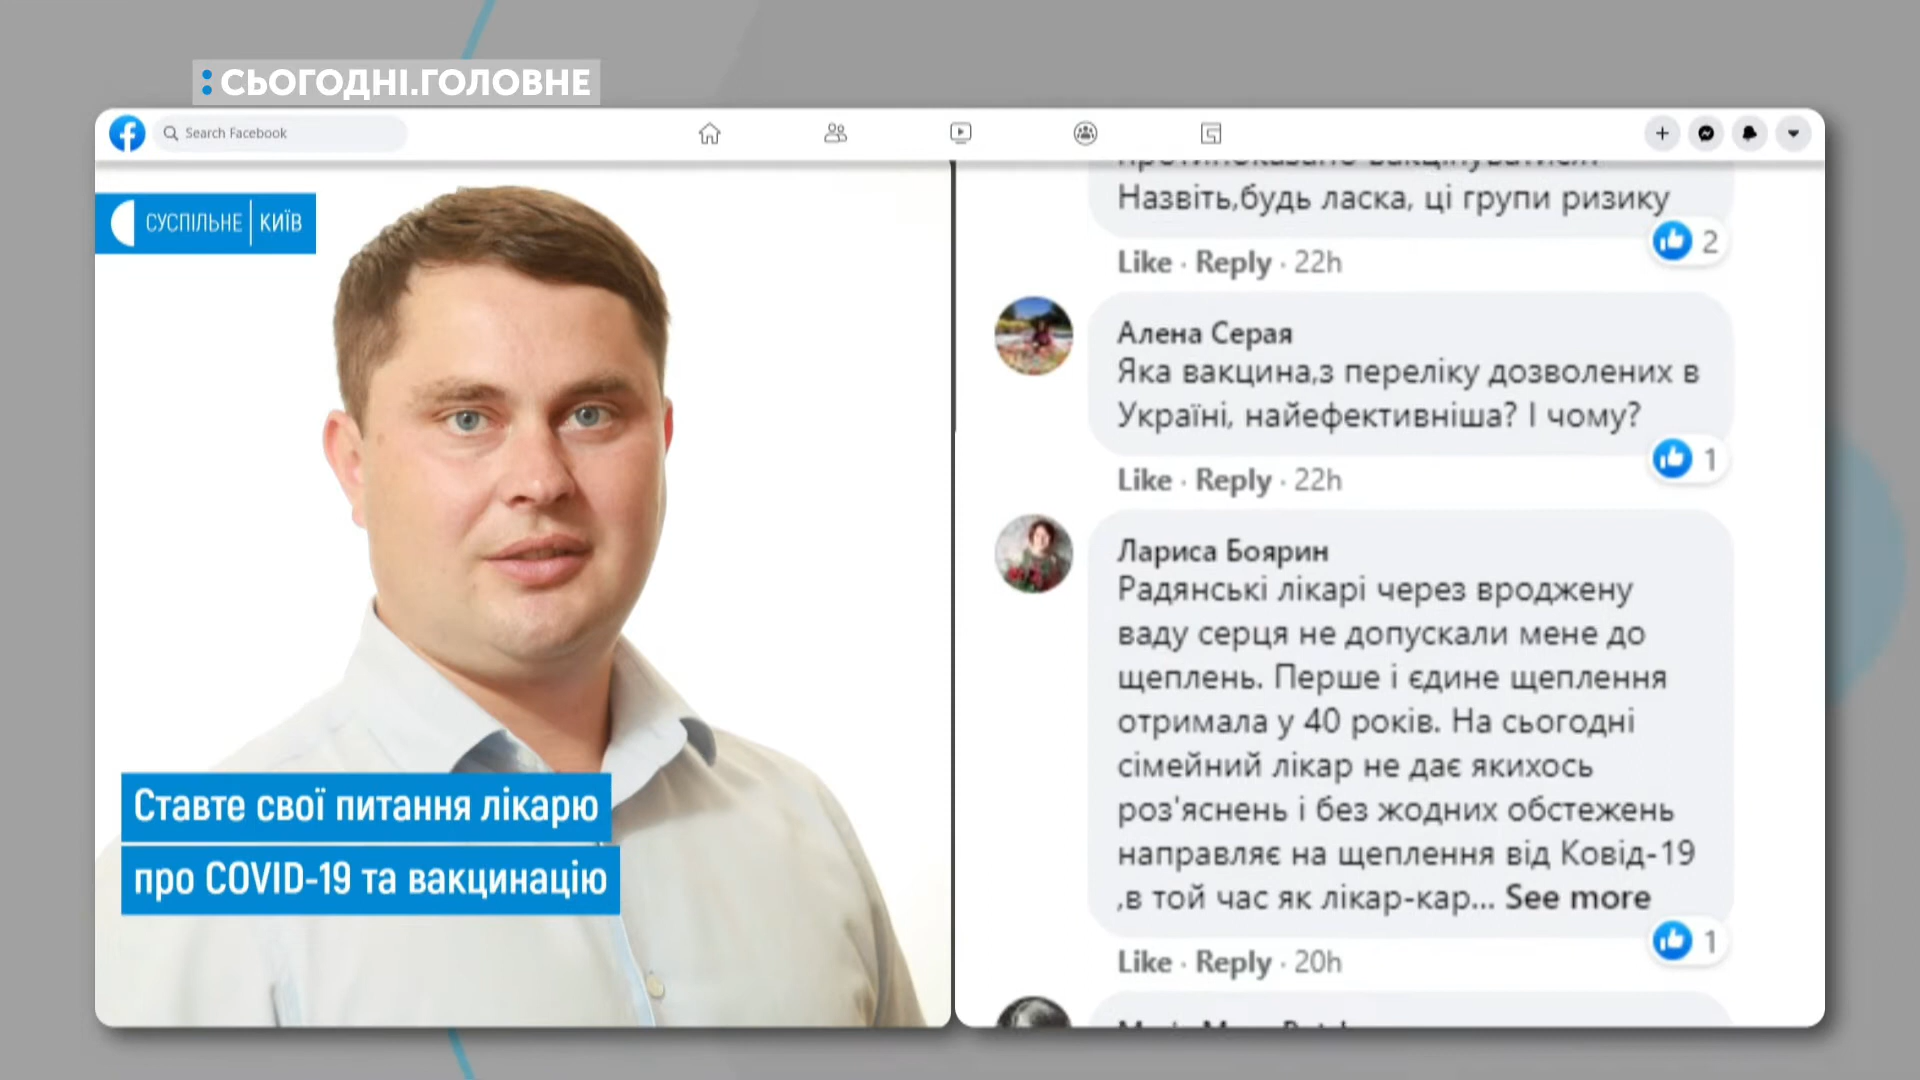 : СЬОГОДНІ.ГОЛОВНЕ
Search Facebook
СУСПІЛЬНЕ | КИЇВ
Ставте свої питання лікарю
про COVID-19 та вакцинацію
Назвіть,будь ласка, ці групи ризику
2
Like · Reply · 22h
Алена Серая
Яка вакцина,з переліку дозволених в
Україні, найефективніша? І чому?
1
Like · Reply · 22h
Лариса Боярин
Радянські лікарі через вроджену
ваду серця не допускали мене до
щеплень. Перше і єдине щеплення
отримала у 40 років. На сьогодні
сімейний лікар не дає якихось
роз'яснень і без жодних обстежень
направляє на щеплення від Ковід-19
,в той час як лікар-кар... See more
1
Like · Reply · 20h